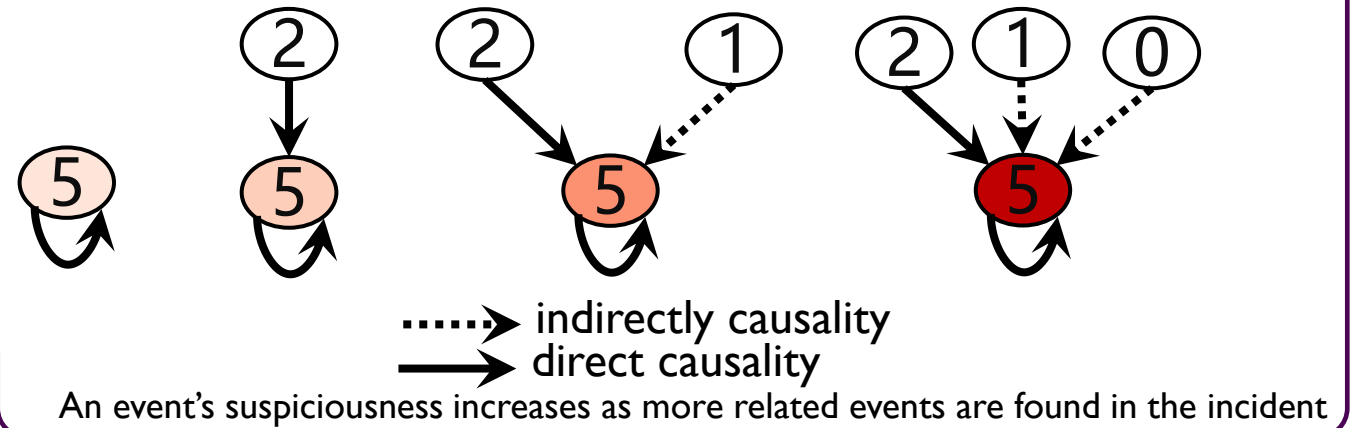 2 2 1 2 1 0
5 5 5 5
indirectly causality
direct causality
An event's suspiciousness increases as more related events are found in the incident